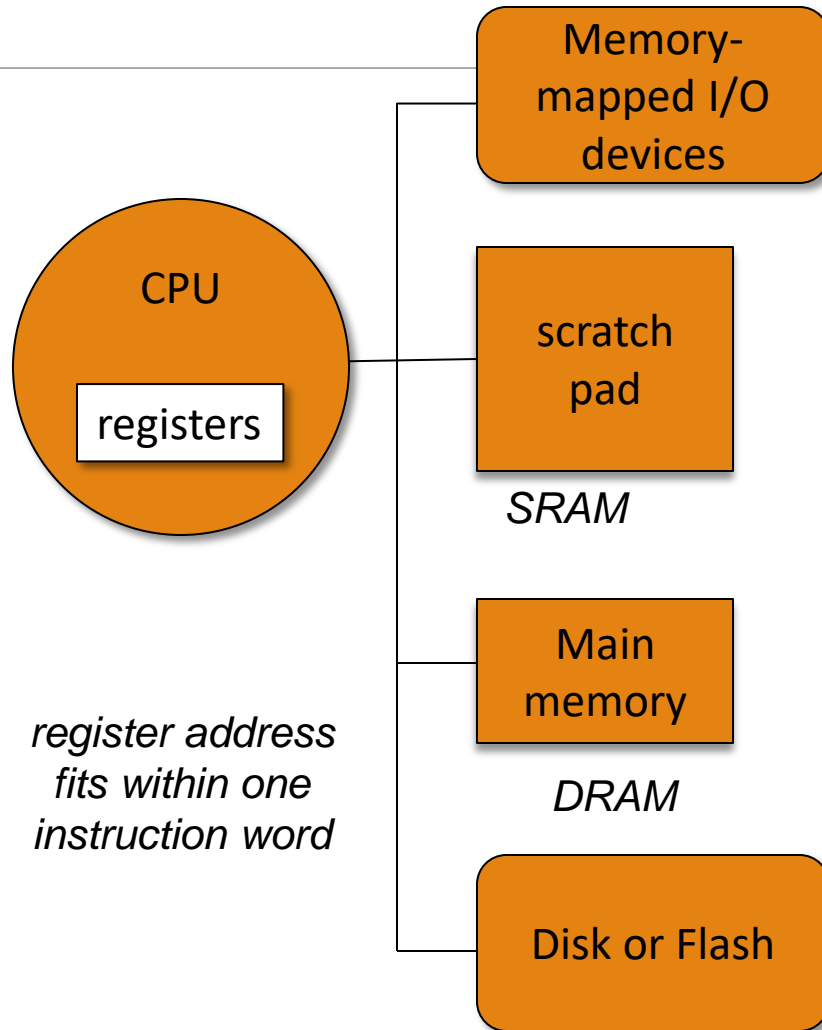 Memory-
mapped I/O
devices
CPU
registers
scratch
pad
SRAM
Main
memory
register address
fits within one
instruction word
DRAM
Disk or Flash